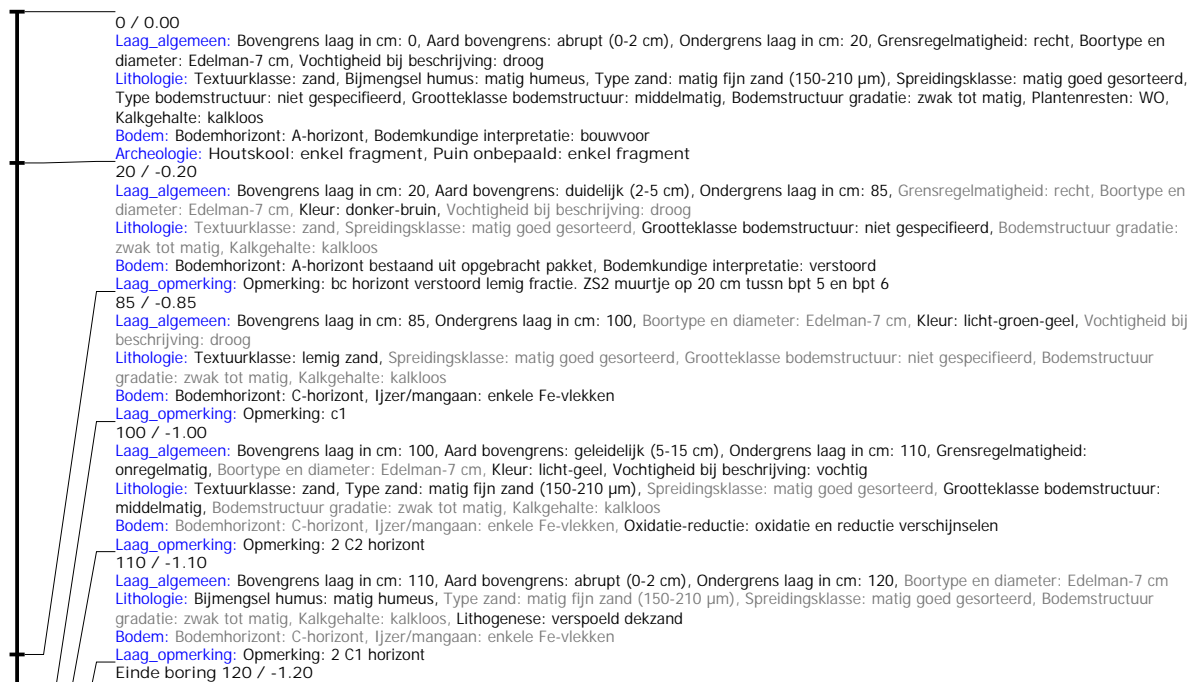 0 / 0.00
Laag_algemeen: Bovengrens laag in cm: 0, Aard bovengrens: abrupt (0-2 cm), Ondergrens laag in cm: 20, Grensregelmatigheid: recht, Boortype en
diameter: Edelman-7 cm, Vochtigheid bij beschrijving: droog
Lithologie: Textuurklasse: zand, Bijmengsel humus: matig humeus, Type zand: matig fijn zand (150-210 µm), Spreidingsklasse: matig goed gesorteerd,
Type bodemstructuur: niet gespecifieerd, Grootteklasse bodemstructuur: middelmatig, Bodemstructuur gradatie: zwak tot matig, Plantenresten: WO,
Kalkgehalte: kalkloos
Bodem: Bodemhorizont: A-horizont, Bodemkundige interpretatie: bouwvoor
Archeologie: Houtskool: enkel fragment, Puin onbepaald: enkel fragment
20 / -0.20
Laag_algemeen: Bovengrens laag in cm: 20, Aard bovengrens: duidelijk (2-5 cm), Ondergrens laag in cm: 85, Grensregelmatigheid: recht, Boortype en
diameter: Edelman-7 cm, Kleur: donker-bruin, Vochtigheid bij beschrijving: droog
Lithologie: Textuurklasse: zand, Spreidingsklasse: matig goed gesorteerd, Grootteklasse bodemstructuur: niet gespecifieerd, Bodemstructuur gradatie:
zwak tot matig, Kalkgehalte: kalkloos
Bodem: Bodemhorizont: A-horizont bestaand uit opgebracht pakket, Bodemkundige interpretatie: verstoord
Laag_opmerking: Opmerking: bc horizont verstoord lemig fractie. ZS2 muurtje op 20 cm tussn bpt 5 en bpt 6
85 / -0.85
Laag_algemeen: Bovengrens laag in cm: 85, Ondergrens laag in cm: 100, Boortype en diameter: Edelman-7 cm, Kleur: licht-groen-geel, Vochtigheid bij
beschrijving: droog
Lithologie: Textuurklasse: lemig zand, Spreidingsklasse: matig goed gesorteerd, Grootteklasse bodemstructuur: niet gespecifieerd, Bodemstructuur
gradatie: zwak tot matig, Kalkgehalte: kalkloos
Bodem: Bodemhorizont: C-horizont, Ijzer/mangaan: enkele Fe-vlekken
Laag_opmerking: Opmerking: c1
100 / -1.00
Laag_algemeen: Bovengrens laag in cm: 100, Aard bovengrens: geleidelijk (5-15 cm), Ondergrens laag in cm: 110, Grensregelmatigheid:
onregelmatig, Boortype en diameter: Edelman-7 cm, Kleur: licht-geel, Vochtigheid bij beschrijving: vochtig
Lithologie: Textuurklasse: zand, Type zand: matig fijn zand (150-210 µm), Spreidingsklasse: matig goed gesorteerd, Grootteklasse bodemstructuur:
middelmatig, Bodemstructuur gradatie: zwak tot matig, Kalkgehalte: kalkloos
Bodem: Bodemhorizont: C-horizont, Ijzer/mangaan: enkele Fe-vlekken, Oxidatie-reductie: oxidatie en reductie verschijnselen
Laag_opmerking: Opmerking: 2 C2 horizont
110 / -1.10
Laag_algemeen: Bovengrens laag in cm: 110, Aard bovengrens: abrupt (0-2 cm), Ondergrens laag in cm: 120, Boortype en diameter: Edelman-7 cm
Lithologie: Bijmengsel humus: matig humeus, Type zand: matig fijn zand (150-210 µm), Spreidingsklasse: matig goed gesorteerd, Bodemstructuur
gradatie: zwak tot matig, Kalkgehalte: kalkloos, Lithogenese: verspoeld dekzand
Bodem: Bodemhorizont: C-horizont, Ijzer/mangaan: enkele Fe-vlekken
Laag_opmerking: Opmerking: 2 C1 horizont
Einde boring 120 / -1.20